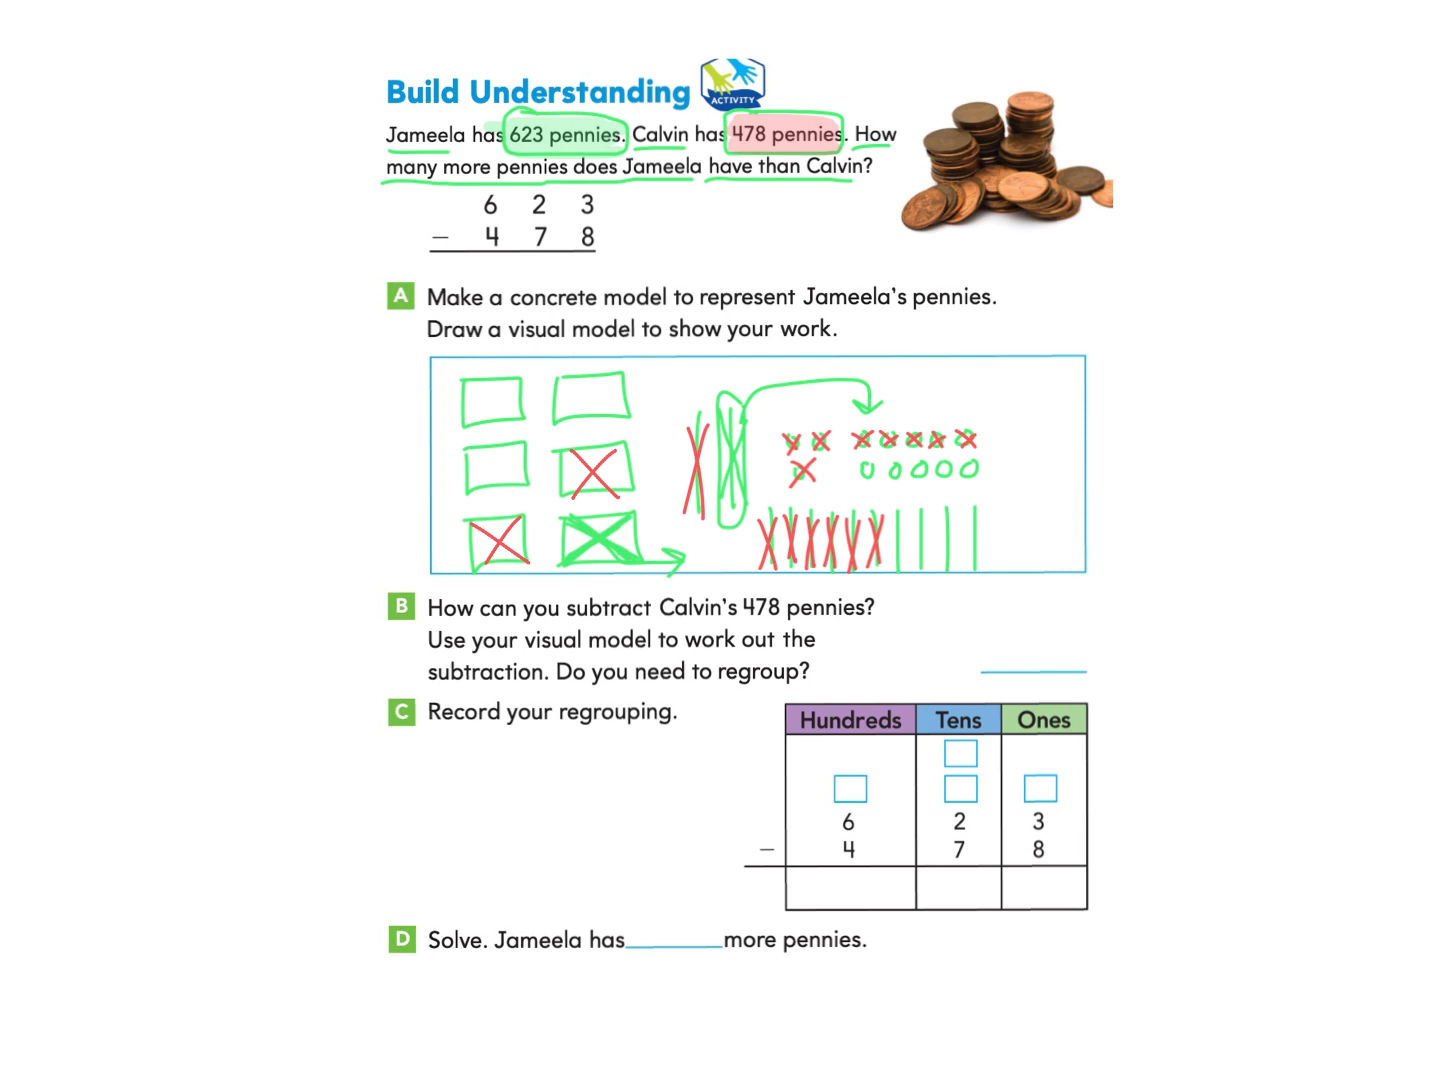 Build Understanding
ACTIVITY
Jameela has 623 pennies. Calvin has 478 pennies. How
many more pennies does Jameela have than Calvin?
6 2 3
− 4 7 8
A Make a concrete model to represent Jameela's pennies.
Draw a visual model to show your work.
B How can you subtract Calvin's 478 pennies?
Use your visual model to work out the
subtraction. Do you need to regroup?
C Record your regrouping.
Hundreds Tens Ones
6 2 3
− 4 7 8
D Solve. Jameela has more pennies.